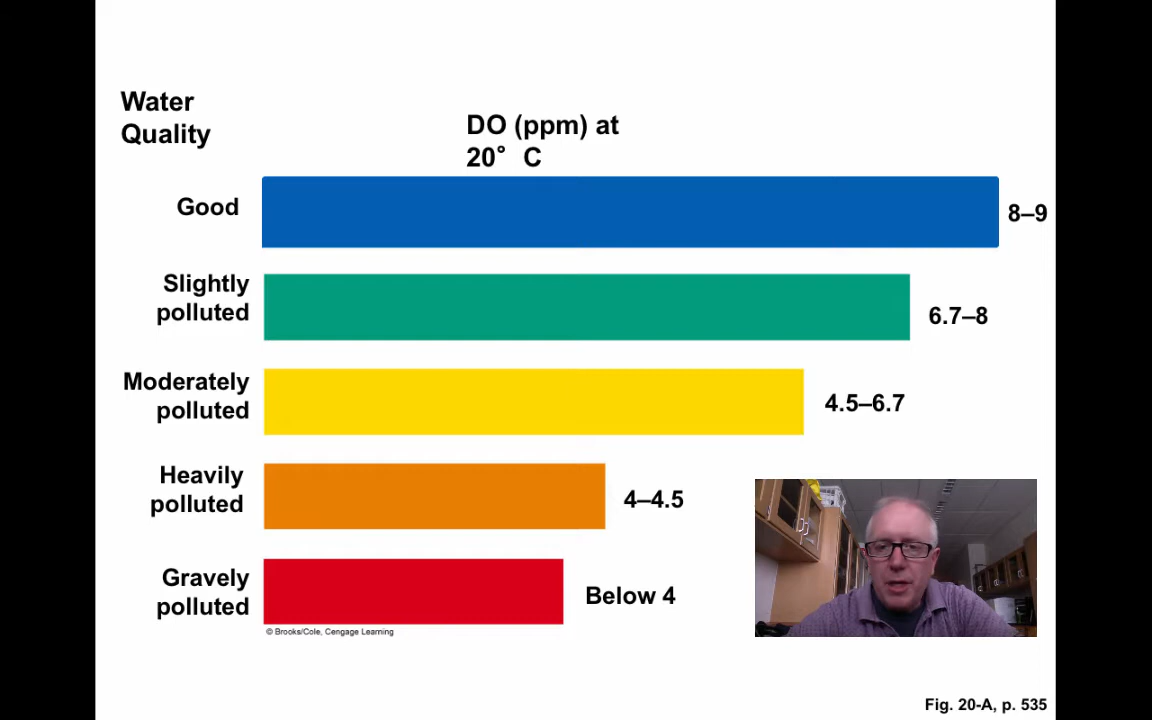 Water
Quality
DO (ppm) at
20° C
Good
8–9
Slightly
polluted
6.7–8
Moderately
polluted
4.5–6.7
Heavily
polluted
4–4.5
Gravely
polluted
Below 4
© Brooks/Cole, Cengage Learning
Fig. 20-A, p. 535